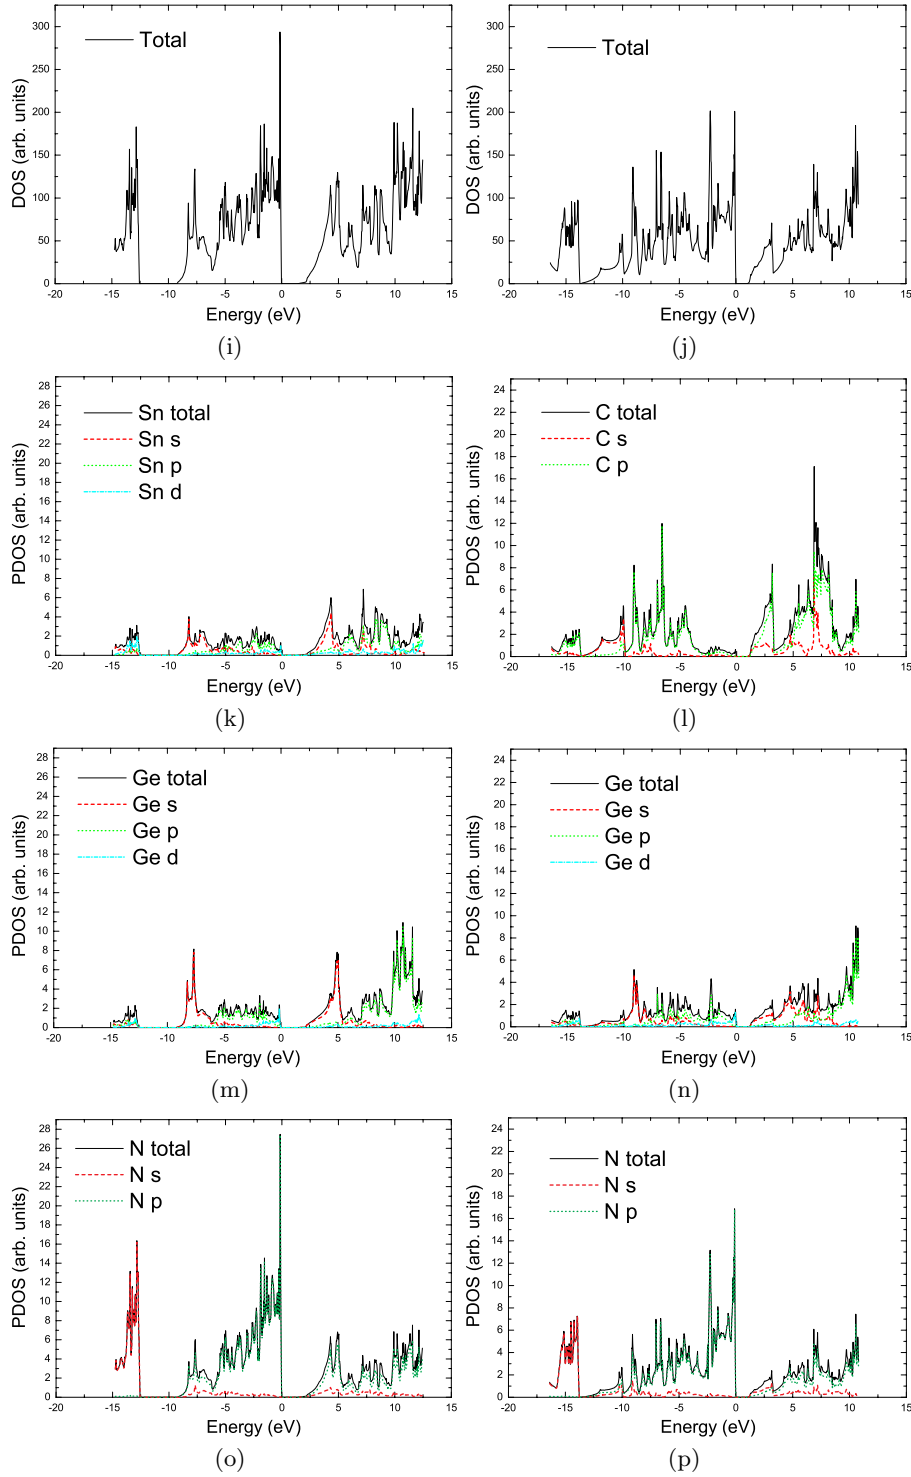 300
250
200
150
100
50
0
-20 -15 -10 -5 0 5 10 15
DOS (arb. units)
Energy (eV)
Total
(i)
300
250
200
150
100
50
0
-20 -15 -10 -5 0 5 10 15
DOS (arb. units)
Energy (eV)
Total
(j)
28
26
24
22
20
18
16
14
12
10
8
6
4
2
0
-20 -15 -10 -5 0 5 10 15
PDOS (arb. units)
Energy (eV)
Sn total
Sn s
Sn p
Sn d
(k)
24
22
20
18
16
14
12
10
8
6
4
2
0
-20 -15 -10 -5 0 5 10 15
PDOS (arb. units)
Energy (eV)
C total
C s
C p
(l)
28
26
24
22
20
18
16
14
12
10
8
6
4
2
0
-20 -15 -10 -5 0 5 10 15
PDOS (arb. units)
Energy (eV)
Ge total
Ge s
Ge p
Ge d
(m)
24
22
20
18
16
14
12
10
8
6
4
2
0
-20 -15 -10 -5 0 5 10 15
PDOS (arb. units)
Energy (eV)
Ge total
Ge s
Ge p
Ge d
(n)
28
26
24
22
20
18
16
14
12
10
8
6
4
2
0
-20 -15 -10 -5 0 5 10 15
PDOS (arb. units)
Energy (eV)
N total
N s
N p
(o)
24
22
20
18
16
14
12
10
8
6
4
2
0
-20 -15 -10 -5 0 5 10 15
PDOS (arb. units)
Energy (eV)
N total
N s
N p
(p)